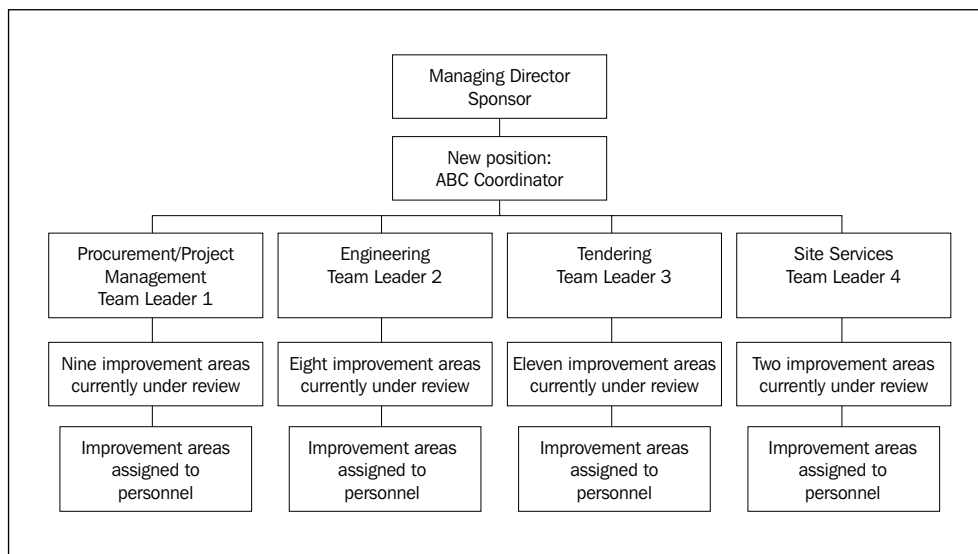 Managing Director
Sponsor
New position:
ABC Coordinator
Procurement/Project
Management
Team Leader 1
Engineering
Team Leader 2
Tendering
Team Leader 3
Site Services
Team Leader 4
Nine improvement areas
currently under review
Eight improvement areas
currently under review
Eleven improvement areas
currently under review
Two improvement areas
currently under review
Improvement areas
assigned to
personnel
Improvement areas
assigned to
personnel
Improvement areas
assigned to
personnel
Improvement areas
assigned to
personnel